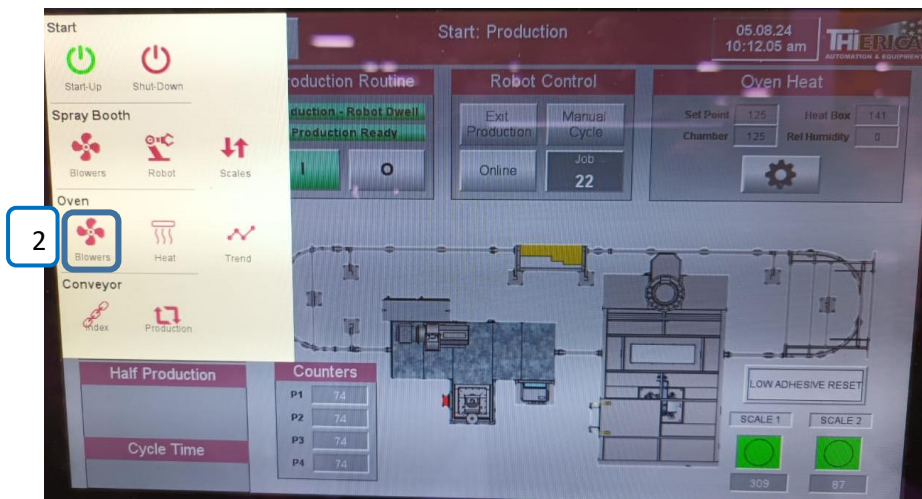 Start
Start-Up
Shut-Down
Spray Booth
Blowers
Robot
Scales
Oven
2
Blowers
Heat
Trend
Conveyor
Index
Production
Start: Production
05.08.24
10:12.05 am
THIERICA
AUTOMATION & EQUIPMENT
Routine
- Robot Dwell
Production Ready
I
O
Robot Control
Exit
Production
Manual
Cycle
Online
Job
22
Oven Heat
Set Point 125 Heat Box 141
Chamber 125 Rel Humidity 0
Half Production
Cycle Time
Counters
P1 74
P2 74
P3 74
P4 74
LOW ADHESIVE RESET
SCALE 1
SCALE 2
309
87